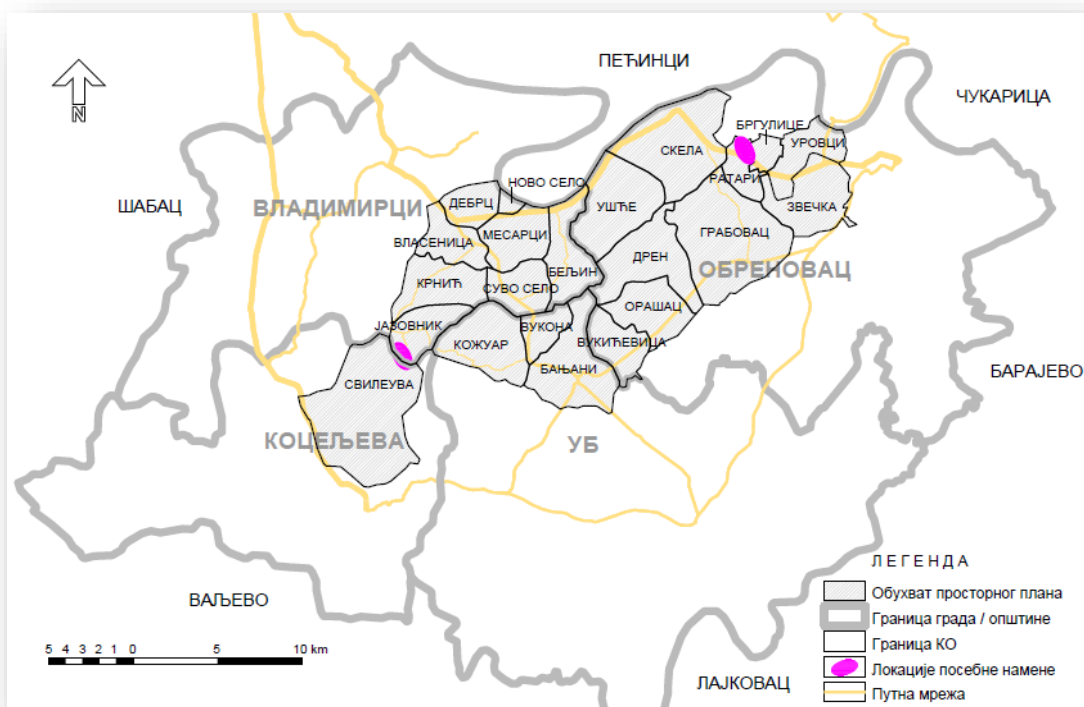 ПЕЋИНЦИ
ЧУКАРИЦА
N
БРГУЛИЦЕ
СКЕЛА
УРОВЦИ
РАТАРИ
НОВО СЕЛО
ШАБАЦ
ВЛАДИМИРЦИ
ДЕБРЦ
УШЋЕ
ЗВЕЧКА
МЕСАРЦИ
ГРАБОВАЦ
ВЛАСЕНИЦА
ДРЕН
ОБРЕНОВАЦ
БЕЉИН
КРНИЋ
СУВО СЕЛО
ОРАШАЦ
ЈАЗОВНИК
ВУКОНА
КОЖУАР
ВУКИЋЕВИЦА
БАЊАНИ
БАРАЈЕВО
СВИЛЕУВА
КОЦЕЉЕВА
УБ
ВАЉЕВО
ЛАЈКОВАЦ
5 4 3 2 1 0 5 10 km
ЛЕГЕНДА
Обухват просторног плана
Граница града / општине
Граница КО
Локације посебне намене
Путна мрежа